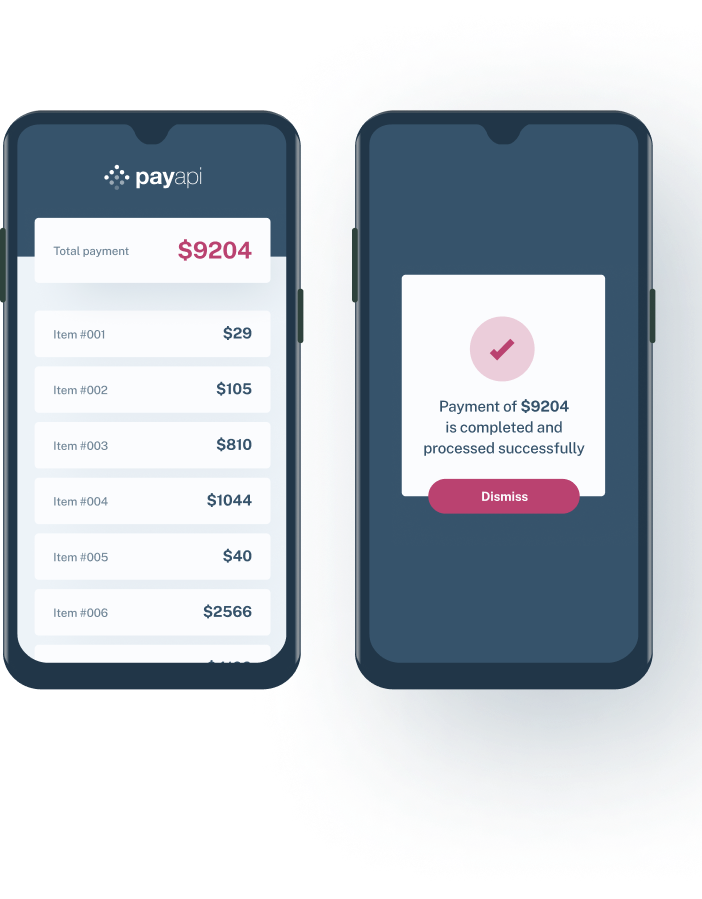 payapi
Total payment $9204
Item #001 $29
Item #002 $105
Item #003 $810
Item #004 $1044
Item #005 $40
Item #006 $2566
Payment of $9204
is completed and
processed successfully
Dismiss